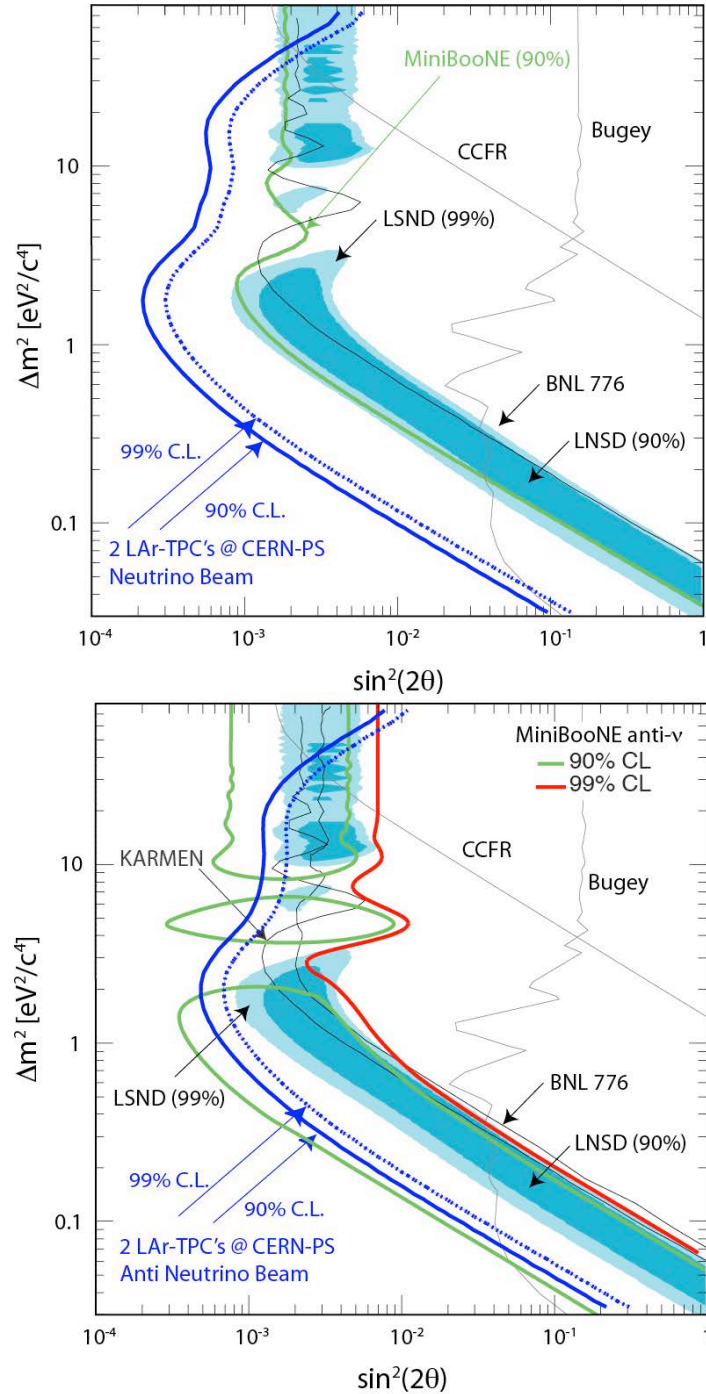 MiniBooNE (90%)
Bugey
CCFR
10
LSND (99%)
Δm² [eV²/c⁴]
1
BNL 776
LNSD (90%)
99% C.L.
90% C.L.
0.1
2 LAr-TPC's @ CERN-PS
Neutrino Beam
10⁻⁴ 10⁻³ 10⁻² 10⁻¹ 1
sin²(2θ)
MiniBooNE anti-ν
90% CL
99% CL
CCFR
10
KARMEN
Bugey
Δm² [eV²/c⁴]
1
LSND (99%)
BNL 776
LNSD (90%)
99% C.L.
90% C.L.
0.1
2 LAr-TPC's @ CERN-PS
Anti Neutrino Beam
10⁻⁴ 10⁻³ 10⁻² 10⁻¹ 1
sin²(2θ)